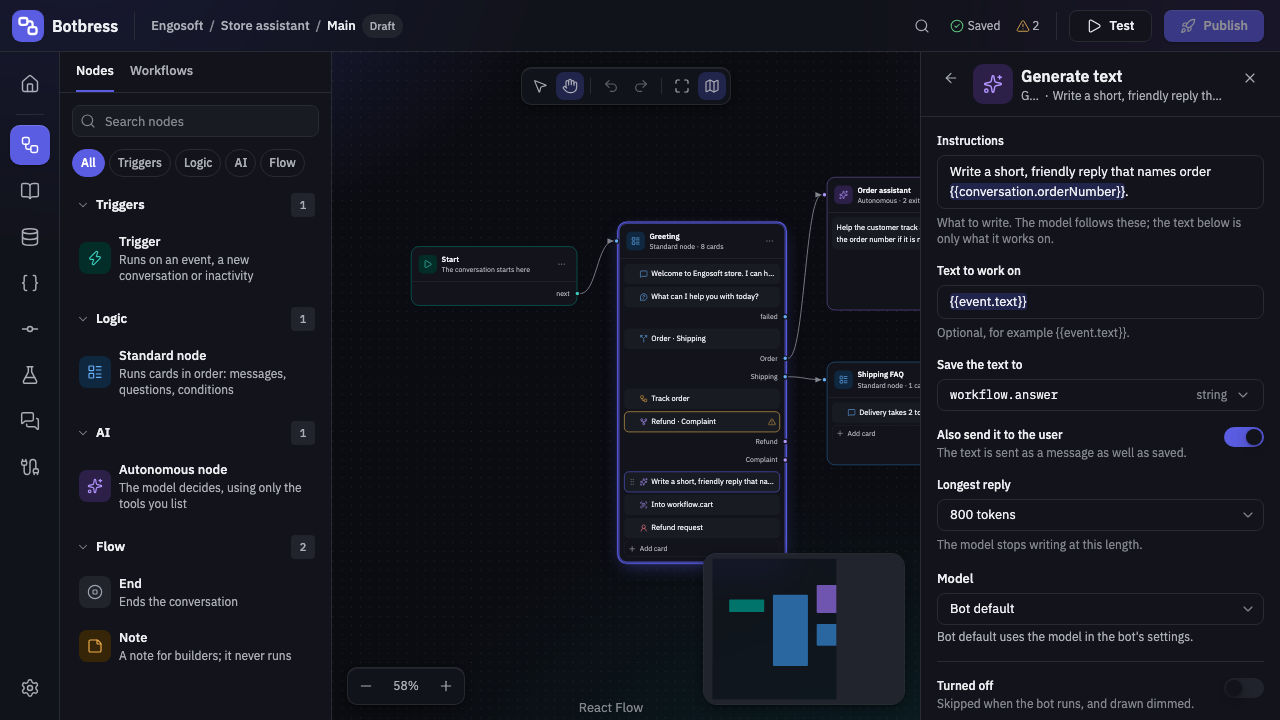 Botbress
Engosoft / Store assistant / Main
Draft
Saved
2
Test
Publish
Nodes
Workflows
Search nodes
All
Triggers
Logic
AI
Flow
Triggers
1
Trigger
Runs on an event, a new
conversation or inactivity
Logic
1
Standard node
Runs cards in order: messages,
questions, conditions
AI
1
Autonomous node
The model decides, using only the
tools you list
Flow
2
End
Ends the conversation
Note
A note for builders; it never runs
Start
The conversation starts here
next
Greeting
Standard node · 8 cards
Welcome to Engosoft store. I can h...
What can I help you with today?
failed
Order · Shipping
Order
Shipping
Track order
Refund · Complaint
Refund
Complaint
Write a short, friendly reply that na...
Into workflow.cart
Refund request
Add card
Order assistant
Autonomous · 2 exit
Help the customer track
the order number if it is n
Shipping FAQ
Standard node · 1 ca
Delivery takes 2 to
Add card
58%
React Flow
Generate text
G... · Write a short, friendly reply th...
Instructions
Write a short, friendly reply that names order
{{conversation.orderNumber}}.
What to write. The model follows these; the text below is
only what it works on.
Text to work on
{{event.text}}
Optional, for example {{event.text}}.
Save the text to
workflow.answer
string
Also send it to the user
The text is sent as a message as well as saved.
Longest reply
800 tokens
The model stops writing at this length.
Model
Bot default
Bot default uses the model in the bot's settings.
Turned off
Skipped when the bot runs, and drawn dimmed.